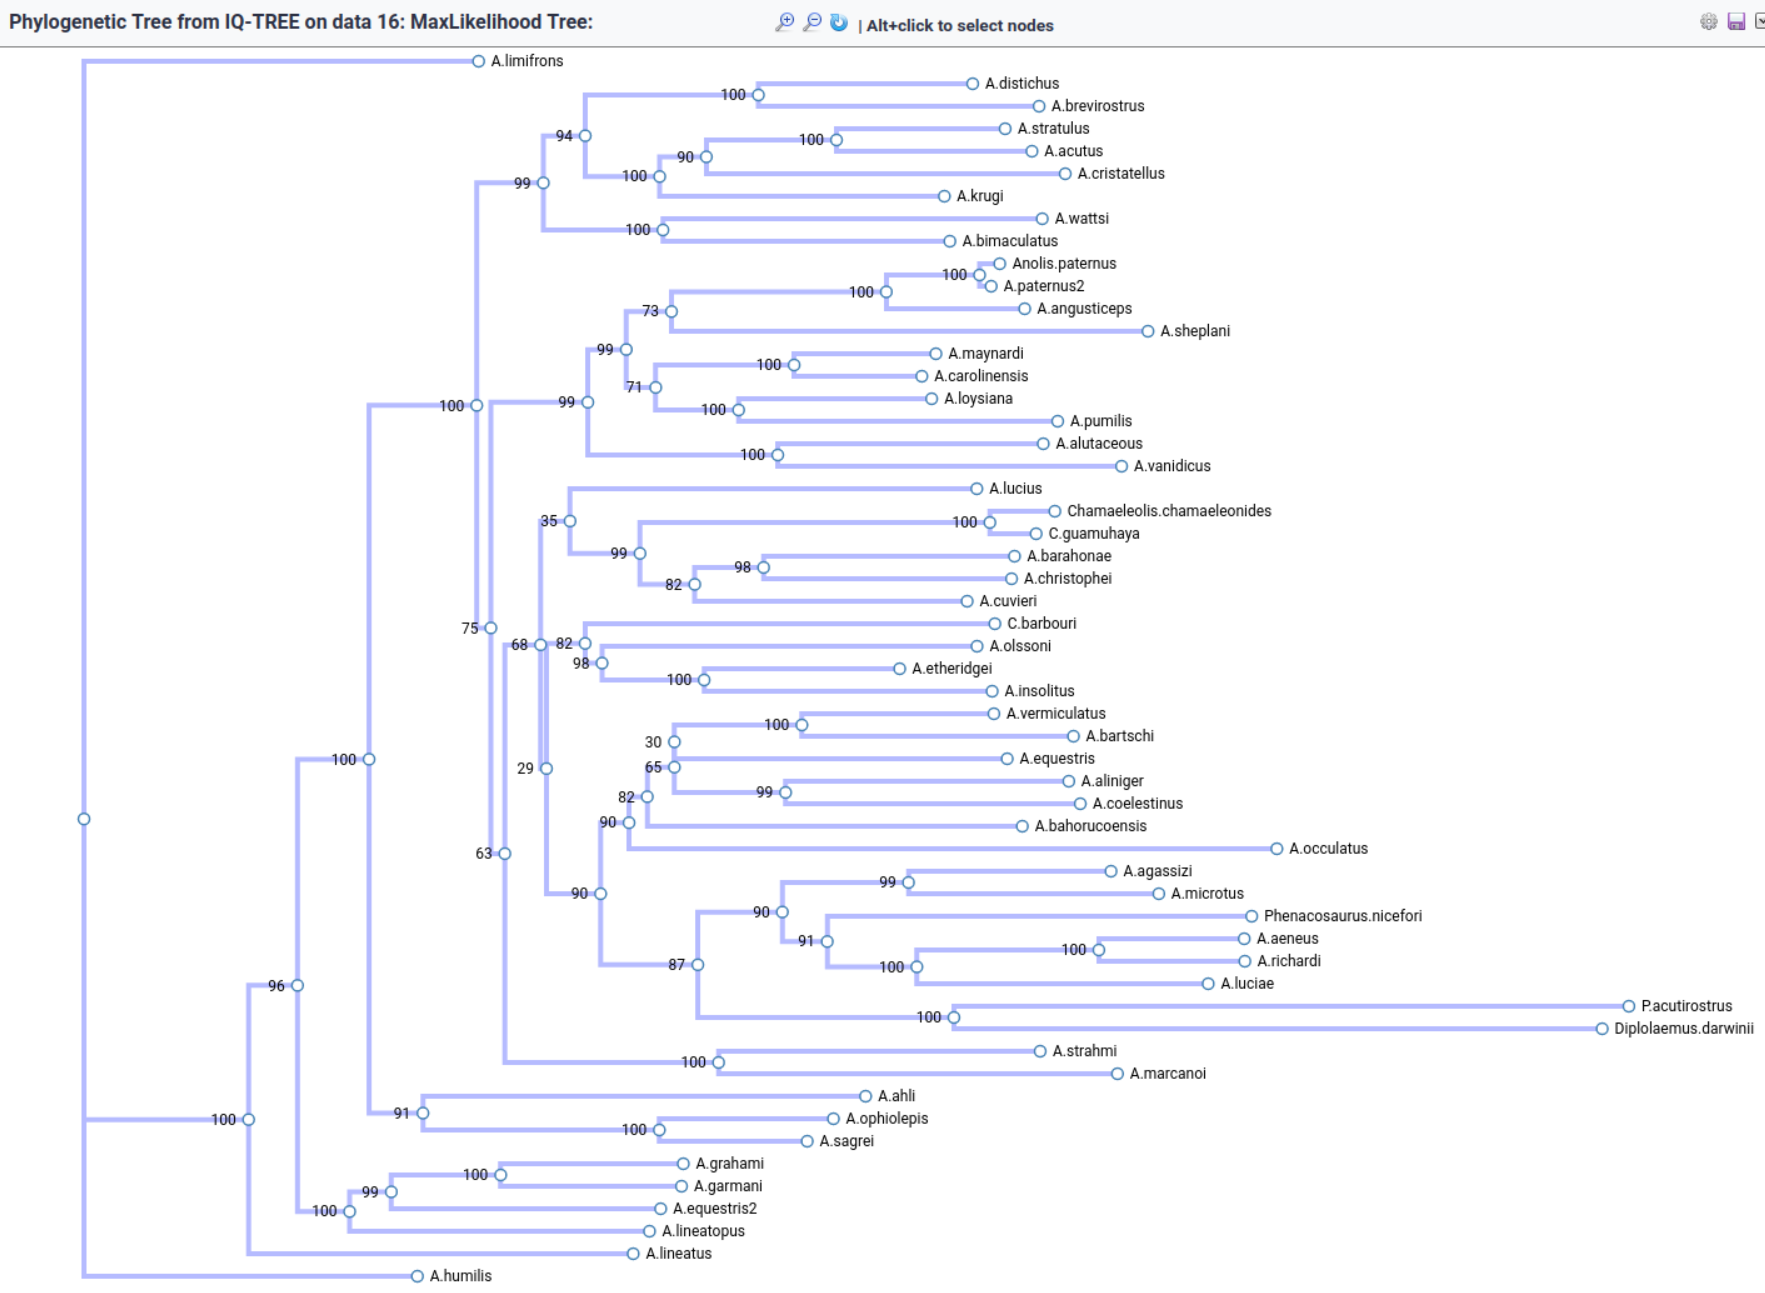 Phylogenetic Tree from IQ-TREE on data 16: MaxLikelihood Tree:
| Alt+click to select nodes
A.limifrons
A.distichus
100
A.brevirostrus
A.stratulus
94
100
A.acutus
90
A.cristatellus
100
99
A.krugi
A.wattsi
100
A.bimaculatus
Anolis.paternus
100
A.paternus2
100
A.angusticeps
73
A.sheplani
99
A.maynardi
100
A.carolinensis
71
A.loysiana
99
100
100
A.pumilis
A.alutaceous
100
A.vanidicus
A.lucius
Chamaeleolis.chamaeleonides
35
100
C.guamuhaya
99
A.barahonae
98
A.christophei
82
A.cuvieri
C.barbouri
75
68
82
A.olssoni
98
A.etheridgei
100
A.insolitus
A.vermiculatus
100
A.bartschi
30
A.equestris
100
29
65
A.aliniger
99
A.coelestinus
82
A.bahorucoensis
90
A.occulatus
63
A.agassizi
99
A.microtus
90
90
Phenacosaurus.nicefori
A.aeneus
91
100
A.richardi
100
87
A.luciae
96
P.acutirostrus
100
Diplolaemus.darwinii
A.strahmi
100
A.marcanoi
A.ahli
91
A.ophiolepis
100
100
A.sagrei
A.grahami
100
A.garmani
99
A.equestris2
100
A.lineatopus
A.lineatus
A.humilis